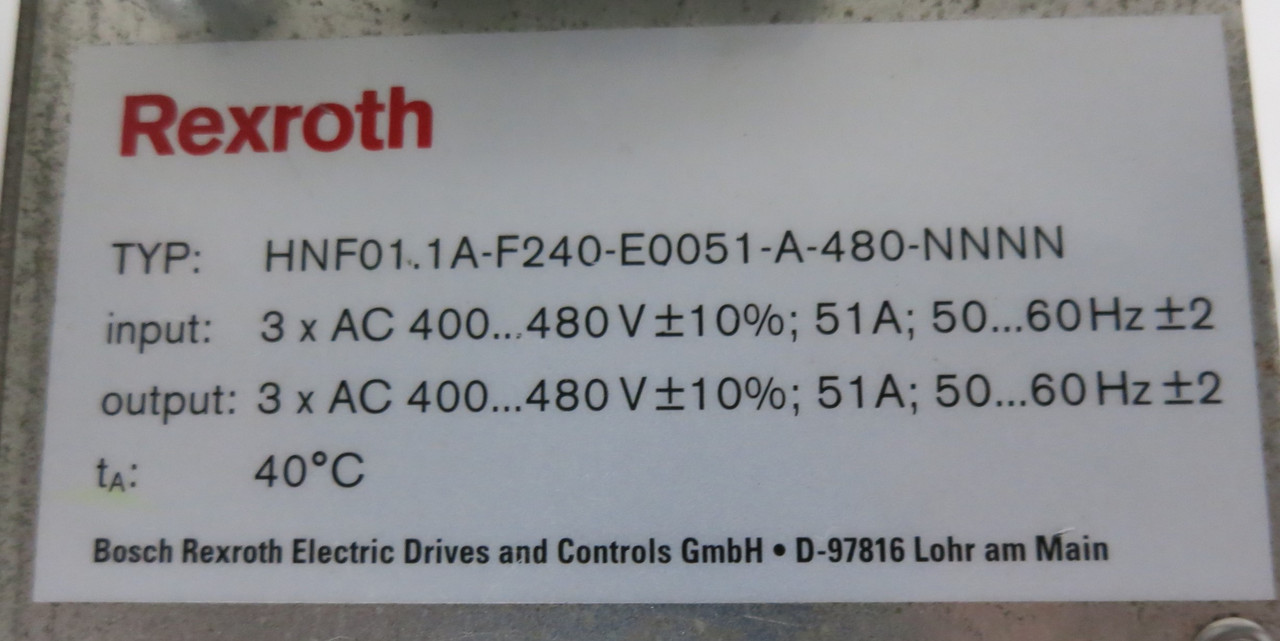 Rexroth
TYP: HNF01.1A-F240-E0051-A-480-NNNN
input: 3 x AC 400...480 V ±10%; 51 A; 50...60 Hz ±2
output: 3 x AC 400...480 V ±10%; 51 A; 50...60 Hz ±2
tA: 40°C
Bosch Rexroth Electric Drives and Controls GmbH • D-97816 Lohr am Main